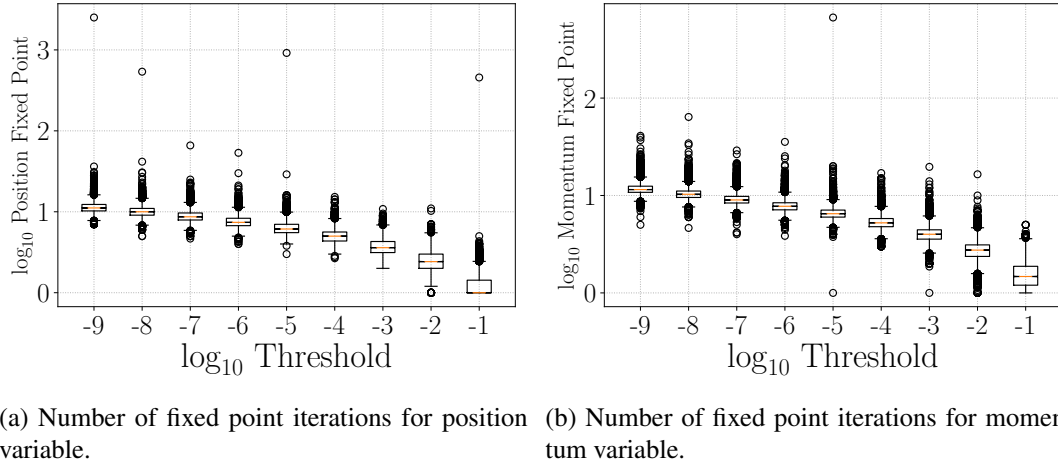 log10 Position Fixed Point
3
2
1
0
-9 -8 -7 -6 -5 -4 -3 -2 -1
log10 Threshold
log10 Momentum Fixed Point
2
1
0
-9 -8 -7 -6 -5 -4 -3 -2 -1
log10 Threshold
(a) Number of fixed point iterations for position
variable.
(b) Number of fixed point iterations for momen-
tum variable.